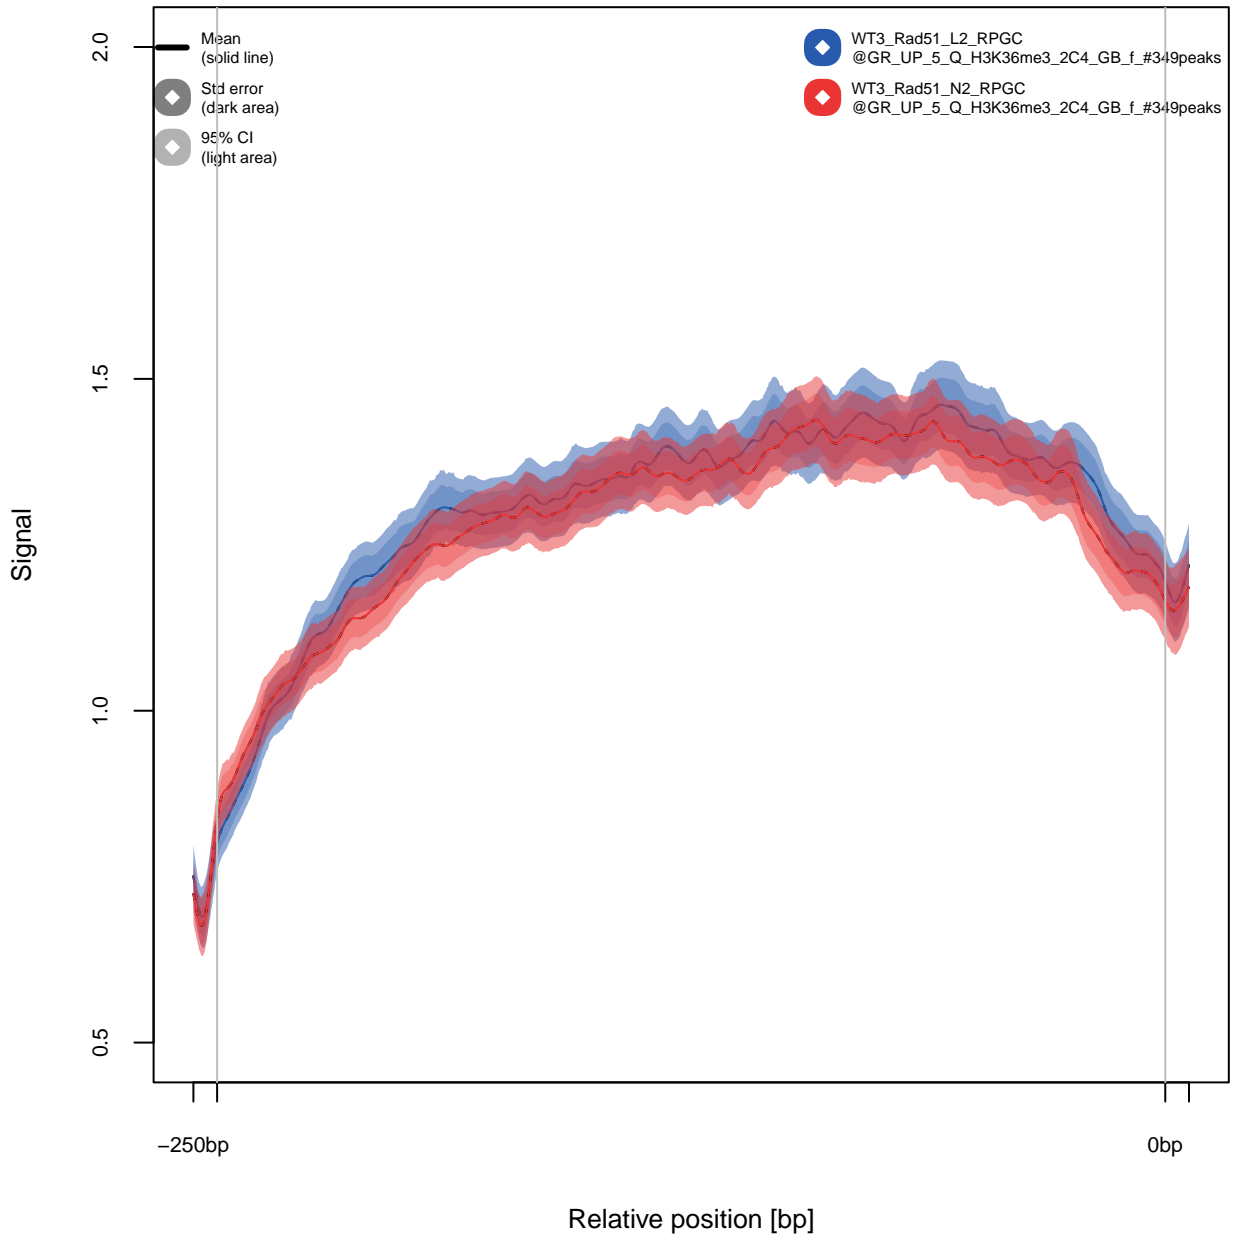 Mean
(solid line)
Std error
(dark area)
95% CI
(light area)
WT3_Rad51_L2_RPGC
@GR_UP_5_Q_H3K36me3_2C4_GB_f_#349peaks
WT3_Rad51_N2_RPGC
@GR_UP_5_Q_H3K36me3_2C4_GB_f_#349peaks
2.0
1.5
1.0
0.5
Signal
−250bp
0bp
Relative position [bp]